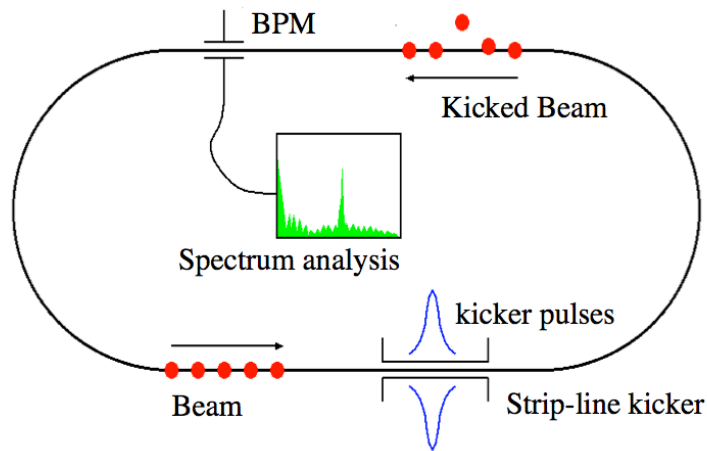 BPM
Kicked Beam
Spectrum analysis
kicker pulses
Beam
Strip-line kicker